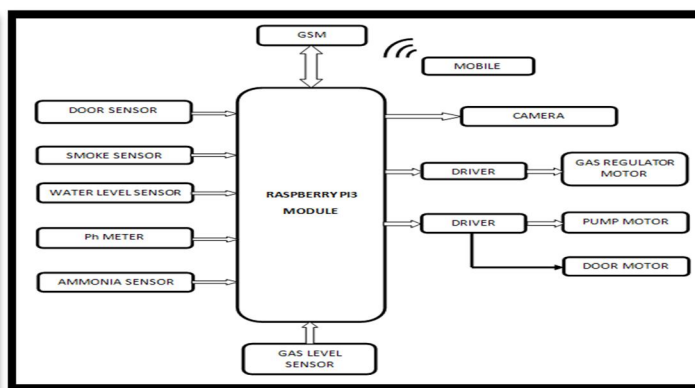 GSM
MOBILE
DOOR SENSOR
SMOKE SENSOR
WATER LEVEL SENSOR
Ph METER
AMMONIA SENSOR
RASPBERRY PI3
MODULE
GAS LEVEL
SENSOR
CAMERA
DRIVER
GAS REGULATOR
MOTOR
DRIVER
PUMP MOTOR
DOOR MOTOR